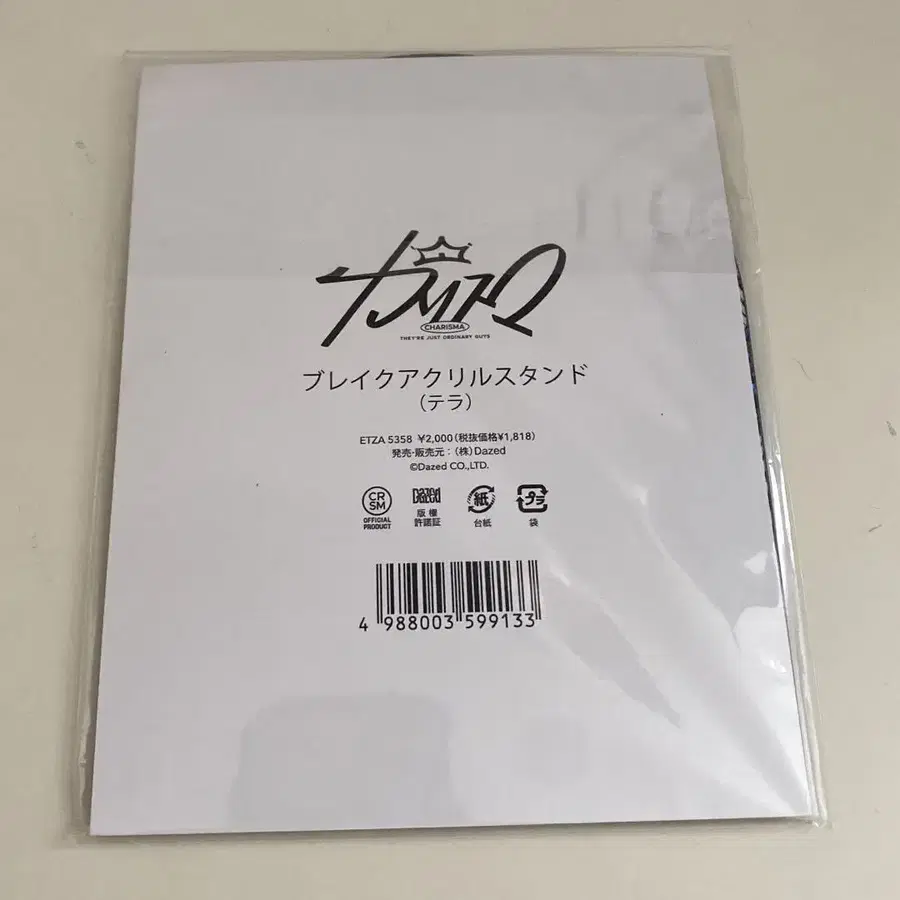 カリスマ
CHARISMA
THEY'RE JUST ORDINARY GUYS
ブレイクアクリルスタンド
（テラ）
ETZA 5358 ¥2,000（税抜価格¥1,818）
発売・販売元：（株）Dazed
©Dazed CO.,LTD.
CR
SM
OFFICIAL
PRODUCT
Dazed
版権
許諾証
紙
台紙
プラ
袋
4 988003 599133